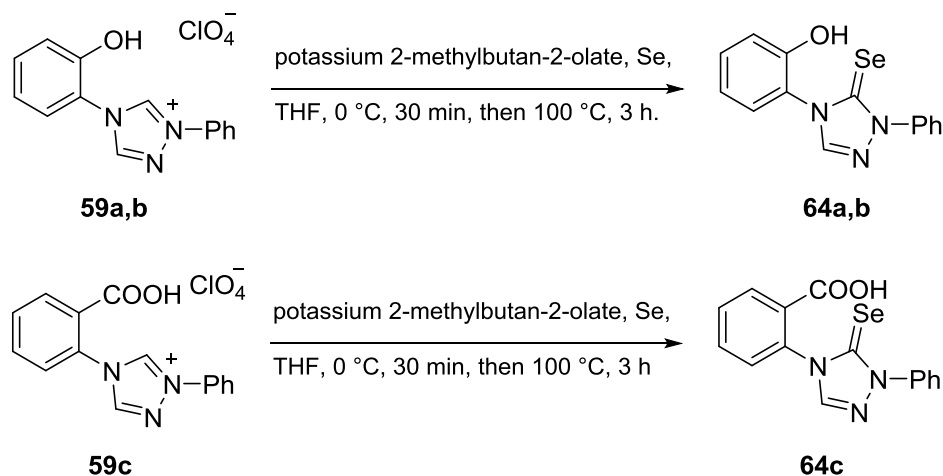 OH
ClO4−
N
+
N
Ph
N
59a,b
potassium 2-methylbutan-2-olate, Se,
THF, 0 °C, 30 min, then 100 °C, 3 h.
OH
Se
N
N
Ph
N
64a,b
COOH ClO4−
N
+
N
Ph
N
59c
potassium 2-methylbutan-2-olate, Se,
THF, 0 °C, 30 min, then 100 °C, 3 h
COOH
Se
N
N
Ph
N
64c